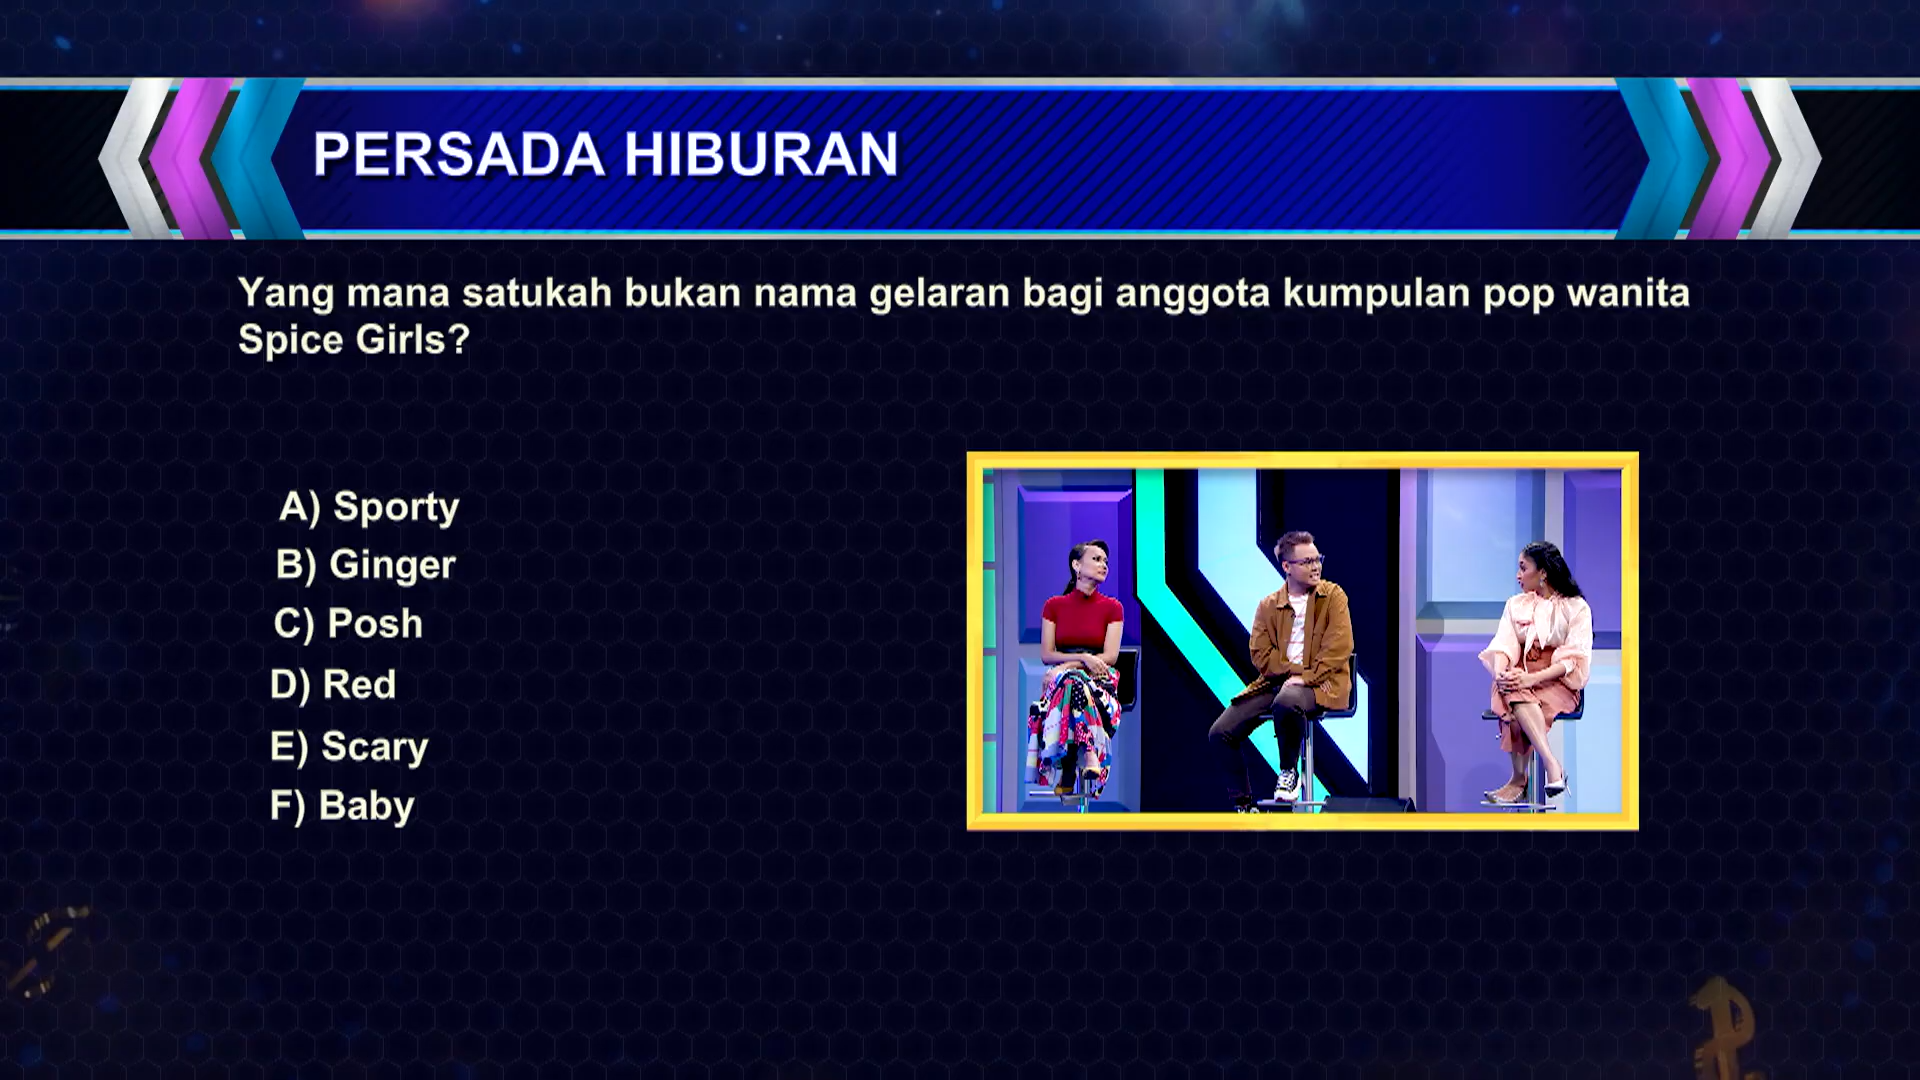 PERSADA HIBURAN
Yang mana satukah bukan nama gelaran bagi anggota kumpulan pop wanita
Spice Girls?
A) Sporty
B) Ginger
C) Posh
D) Red
E) Scary
F) Baby